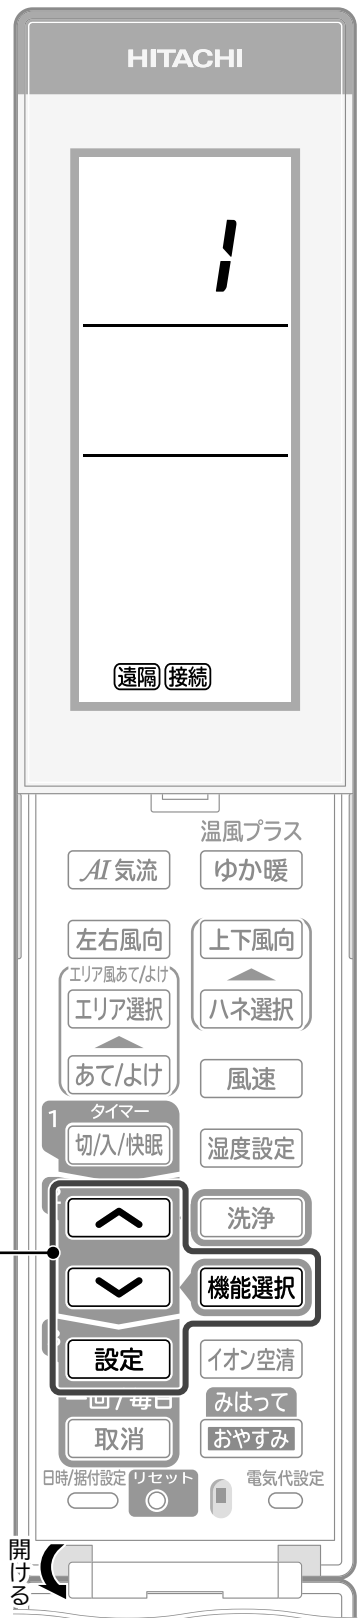 HITACHI
1
遠隔 接続
温風プラス
AI 気流
ゆか暖
左右風向
上下風向
エリア風あて/よけ
エリア選択
ハネ選択
あて/よけ
風速
1 タイマー
切/入/快眠
湿度設定
洗浄
機能選択
設定
イオン空清
一回/毎日
みはって
取消
おやすみ
日時/据付設定 リセット
電気代設定
開ける